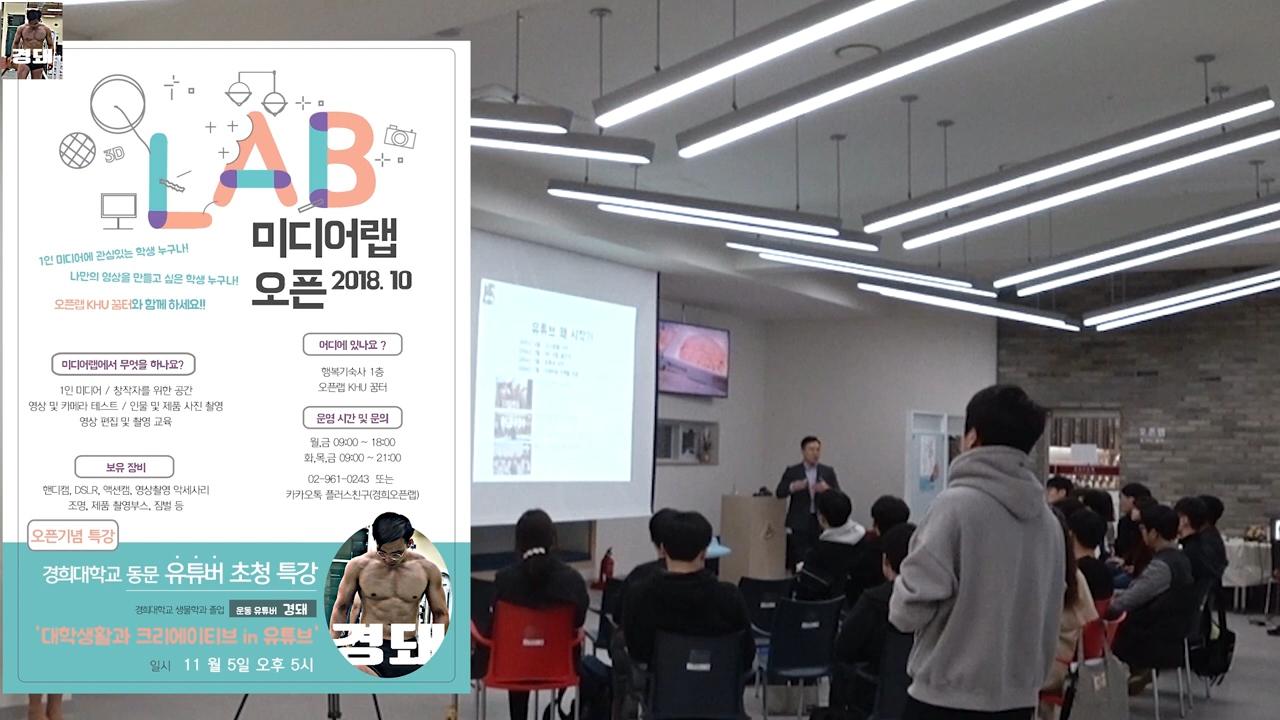 경돼
3D
LAB
미디어랩
오픈 2018. 10
1인 미디어에 관심있는 학생 누구나!
나만의 영상을 만들고 싶은 학생 누구나!
오픈랩 KHU 꿈터와 함께 하세요!!
미디어랩에서 무엇을 하나요?
1인 미디어 / 창작자를 위한 공간
영상 및 카메라 테스트 / 인물 및 제품 사진 촬영
영상 편집 및 촬영 교육
보유 장비
핸디캠, DSLR, 액션캠, 영상촬영 악세사리
조명, 제품 촬영부스, 짐벌 등
어디에 있나요 ?
행복기숙사 1층
오픈랩 KHU 꿈터
운영 시간 및 문의
월,금 09:00 ~ 18:00
화,목,금 09:00 ~ 21:00
02-961-0243 또는
카카오톡 플러스친구(경희오픈랩)
오픈기념 특강
경희대학교 동문 유튜버 초청 특강
경희대학교 생물학과 졸업 운동 유튜버 경돼
'대학생활과 크리에이티브 in 유튜브'
일시 11 월 5일 오후 5시
경돼
유튜브 왜 시작?
오픈랩